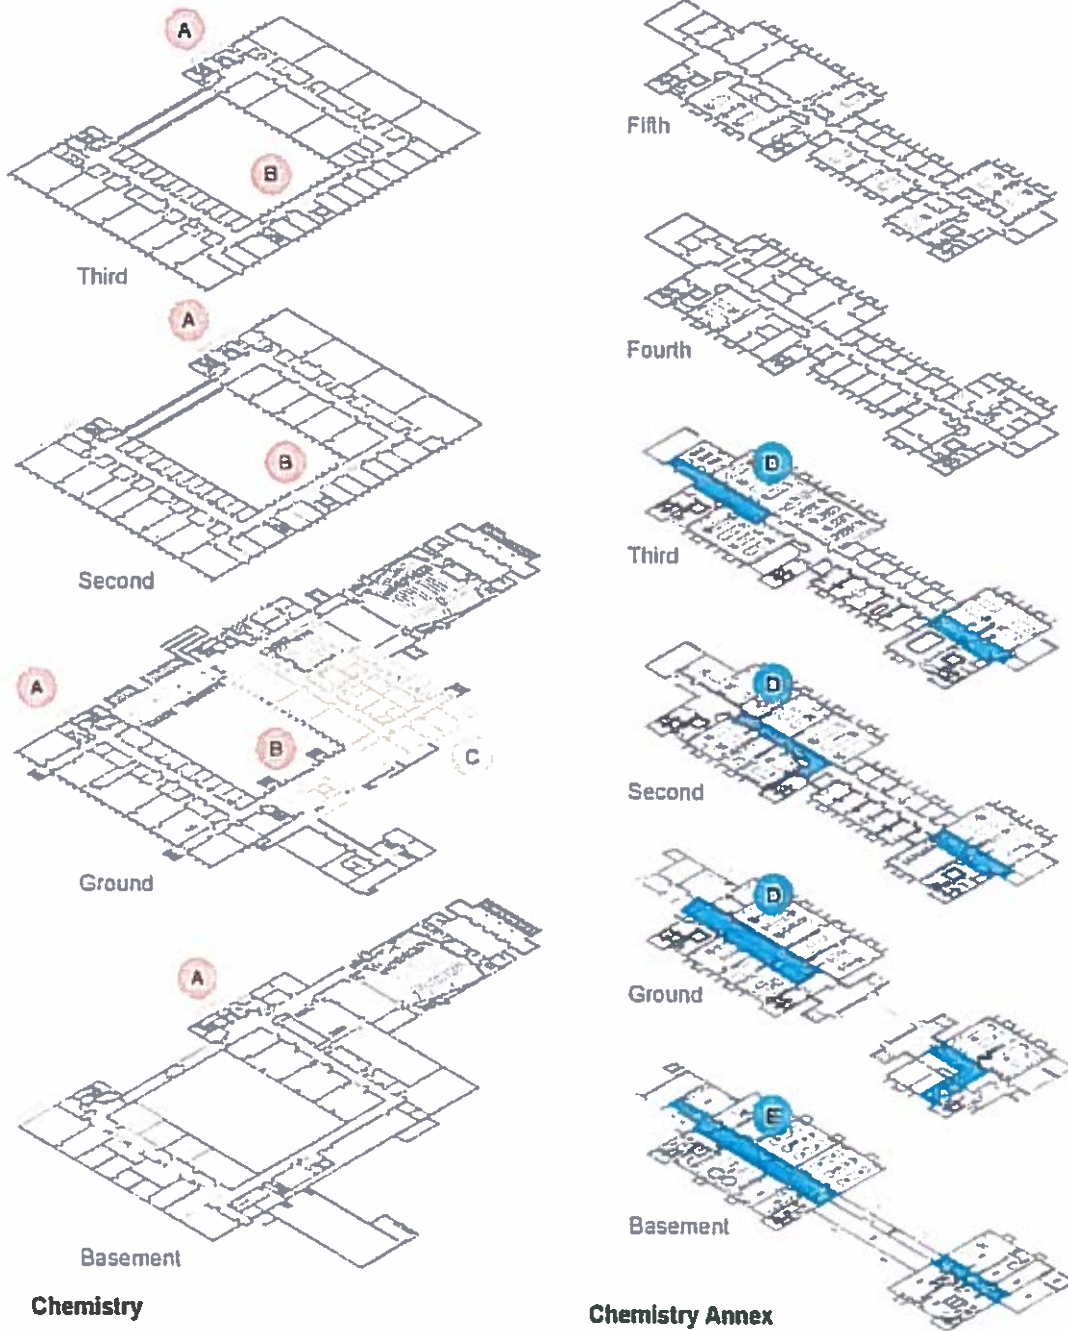 A
B
Third
A
B
Second
A
B
C
Ground
A
Basement
Chemistry
Fifth
Fourth
D
Third
D
Second
D
Ground
E
Basement
Chemistry Annex